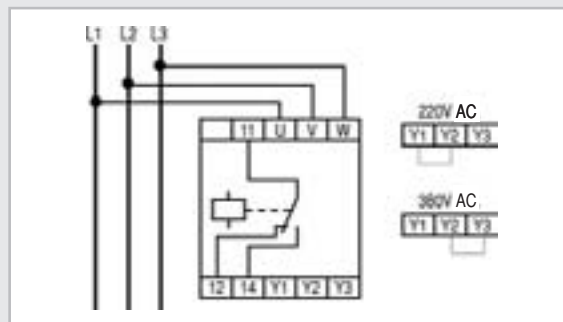 L1 L2 L3
11 U V W
12 14 Y1 Y2 Y3
220V AC
Y1 Y2 Y3
380V AC
Y1 Y2 Y3